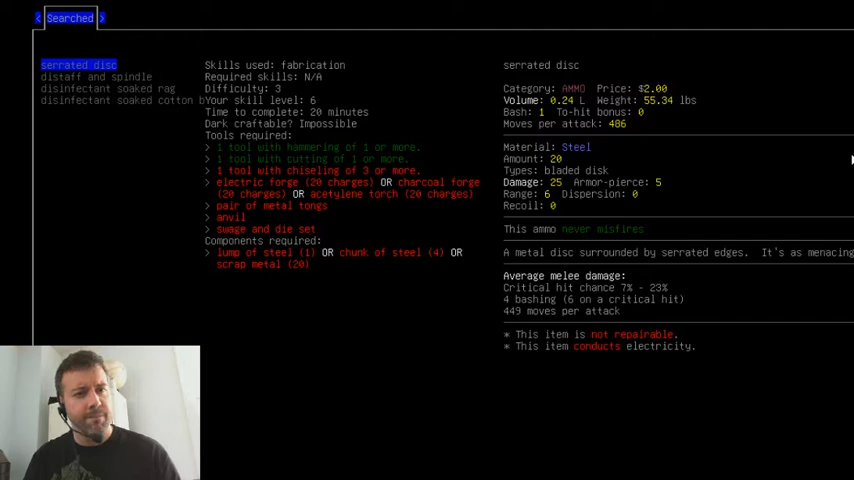 < Searched >
serrated disc
distaff and spindle
disinfectant soaked rag
disinfectant soaked cotton b
Skills used: fabrication
Required skills: N/A
Difficulty: 3
Your skill level: 6
Time to complete: 20 minutes
Dark craftable? Impossible
Tools required:
> 1 tool with hammering of 1 or more.
> 1 tool with cutting of 1 or more.
> 1 tool with chiseling of 3 or more.
> electric forge (20 charges) OR charcoal forge
(20 charges) OR acetylene torch (20 charges)
> pair of metal tongs
> anvil
> swage and die set
Components required:
> lump of steel (1) OR chunk of steel (4) OR
scrap metal (20)
serrated disc
Category: AMMO Price: $2.00
Volume: 0.24 L Weight: 55.34 lbs
Bash: 1 To-hit bonus: 0
Moves per attack: 486
Material: Steel
Amount: 20
Types: bladed disk
Damage: 25 Armor-pierce: 5
Range: 6 Dispersion: 0
Recoil: 0
This ammo never misfires
A metal disc surrounded by serrated edges. It's as menacing
Average melee damage:
Critical hit chance 7% - 23%
4 bashing (6 on a critical hit)
449 moves per attack
* This item is not repairable.
* This item conducts electricity.